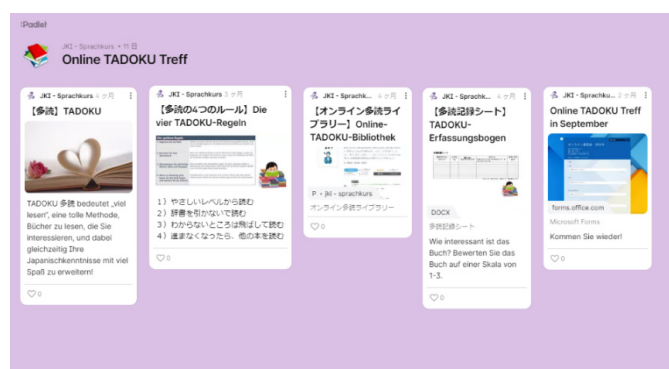 :Padlet
JKI - Sprachkurs • 11日
Online TADOKU Treff
JKI - Sprachkurs 4ヶ月
【多読】TADOKU
TADOKU 多読 bedeutet „viel
lesen", eine tolle Methode,
Bücher zu lesen, die Sie
interessieren, und dabei
gleichzeitig Ihre
Japanischkenntnisse mit viel
Spaß zu erweitern!
0
JKI - Sprachkurs 3ヶ月
【多読の4つのルール】Die
vier TADOKU-Regeln
1）やさしいレベルから読む
2）辞書を引かないで読む
3）わからないところは飛ばして読む
4）進まなくなったら、他の本を読む
0
JKI - Sprachk... 4ヶ月
【オンライン多読ライ
ブラリー】Online-
TADOKU-Bibliothek
P • jki - sprachkurs
オンライン多読ライブラリー
0
JKI - Sprachk... 4ヶ月
【多読記録シート】
TADOKU-
Erfassungsbogen
DOCX
多読記録シート
Wie interessant ist das
Buch? Bewerten Sie das
Buch auf einer Skala von
1-3.
0
JKI - Sprachku... 2ヶ月
Online TADOKU Treff
in September
forms.office.com
Microsoft Forms
Kommen Sie wieder!
0